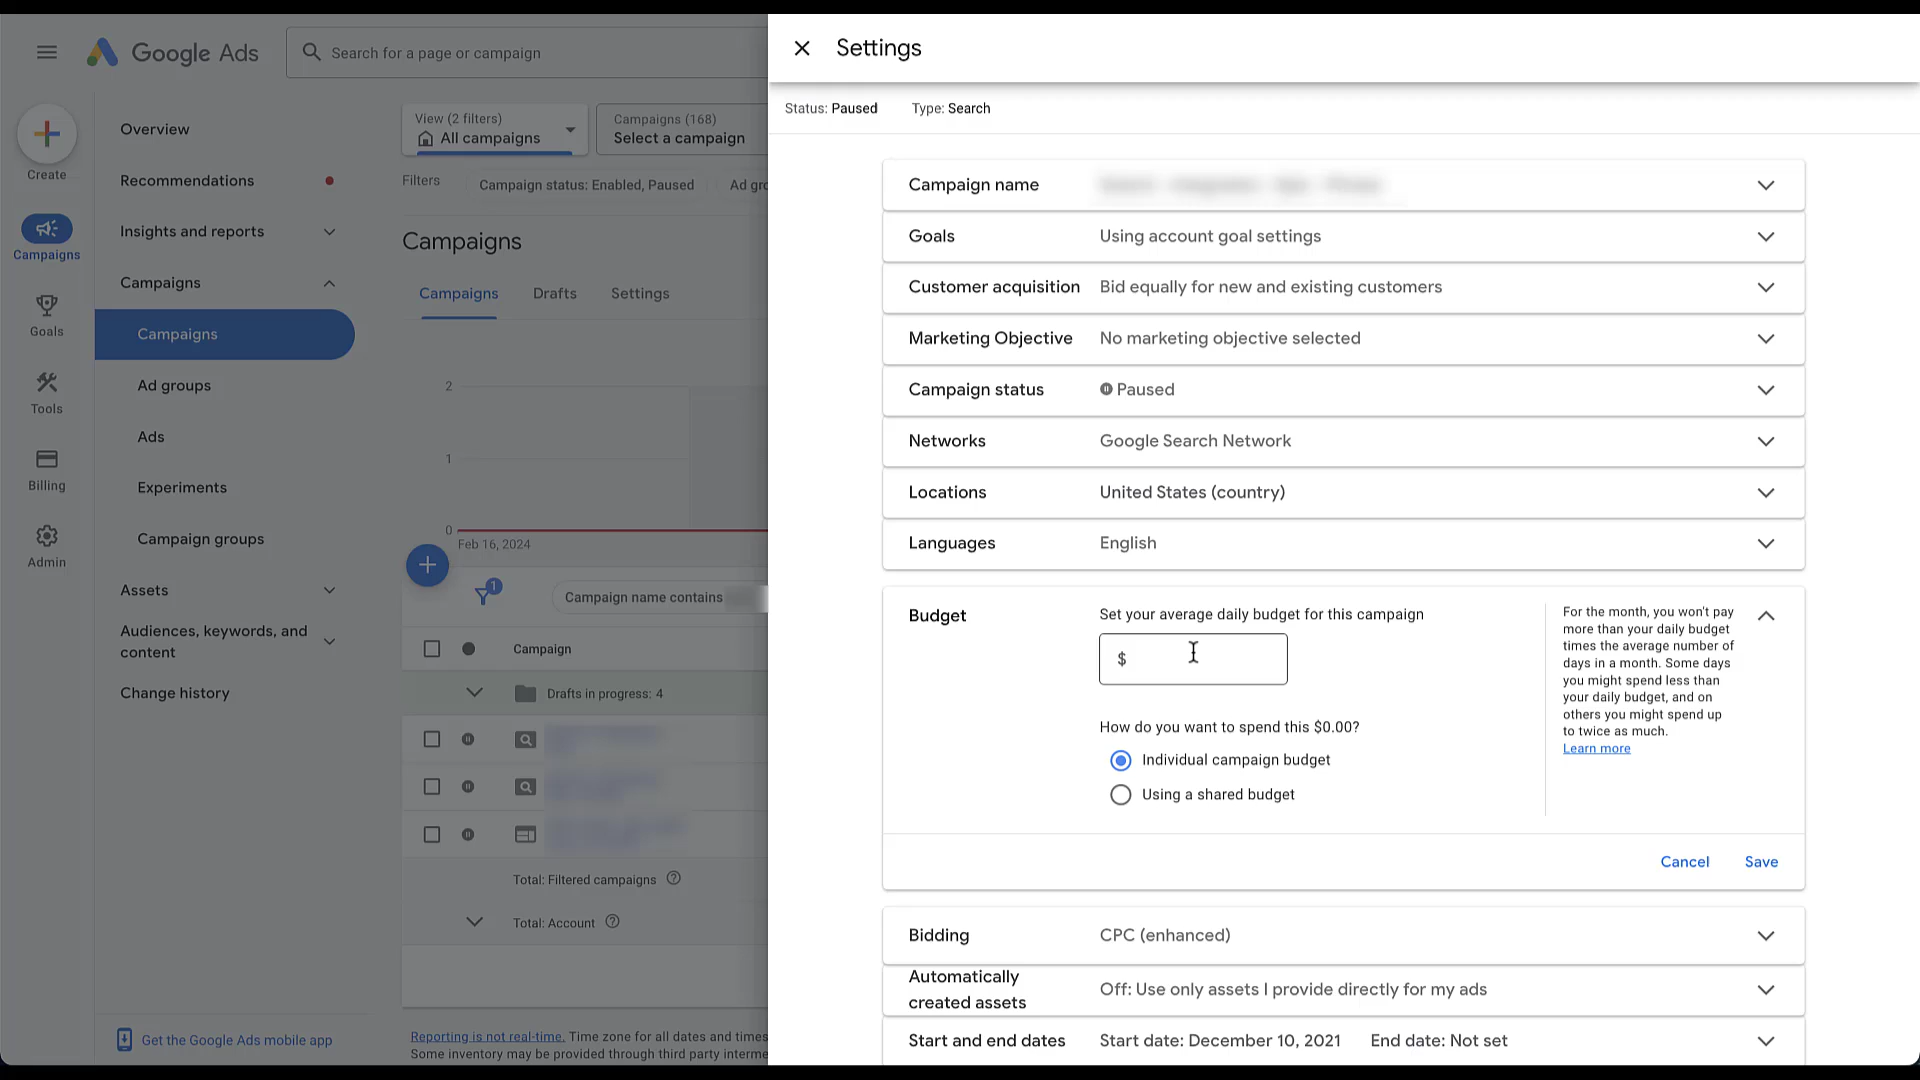 Google Ads
Search for a page or campaign
Create
Campaigns
Goals
Tools
Billing
Admin
Overview
Recommendations
Insights and reports
Campaigns
Campaigns
Ad groups
Ads
Experiments
Campaign groups
Assets
Audiences, keywords, and
content
Change history
Get the Google Ads mobile app
View (2 filters)
All campaigns
Campaigns (168)
Select a campaign
Filters
Campaign status: Enabled, Paused
Ad gro
Campaigns
Campaigns
Drafts
Settings
2
1
0
Feb 16, 2024
1
Campaign name contains
Campaign
Drafts in progress: 4
Total: Filtered campaigns
Total: Account
Reporting is not real-time. Time zone for all dates and times
Some inventory may be provided through third party interme
Settings
Status: Paused
Type: Search
Campaign name
Goals
Using account goal settings
Customer acquisition
Bid equally for new and existing customers
Marketing Objective
No marketing objective selected
Campaign status
Paused
Networks
Google Search Network
Locations
United States (country)
Languages
English
Budget
Set your average daily budget for this campaign
$
How do you want to spend this $0.00?
Individual campaign budget
Using a shared budget
For the month, you won't pay
more than your daily budget
times the average number of
days in a month. Some days
you might spend less than
your daily budget, and on
others you might spend up
to twice as much.
Learn more
Cancel
Save
Bidding
CPC (enhanced)
Automatically
created assets
Off: Use only assets I provide directly for my ads
Start and end dates
Start date: December 10, 2021
End date: Not set